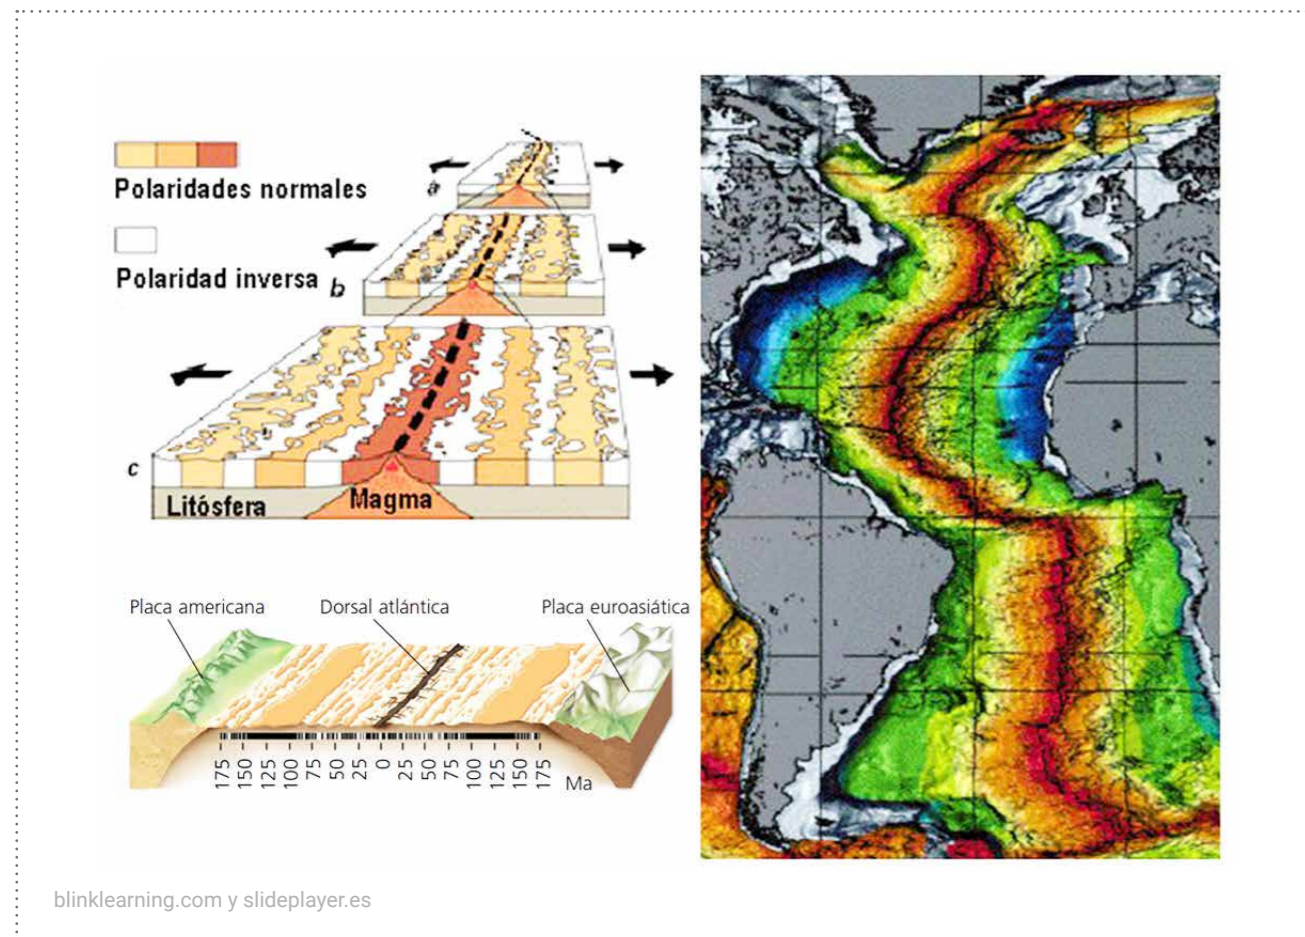 Polaridades normales
Polaridad inversa
a
b
c
Litósfera
Magma
Placa americana
Dorsal atlántica
Placa euroasiática
175 150 125 100 75 50 25 0 25 50 75 100 125 150 175
Ma
blinklearning.com y slideplayer.es